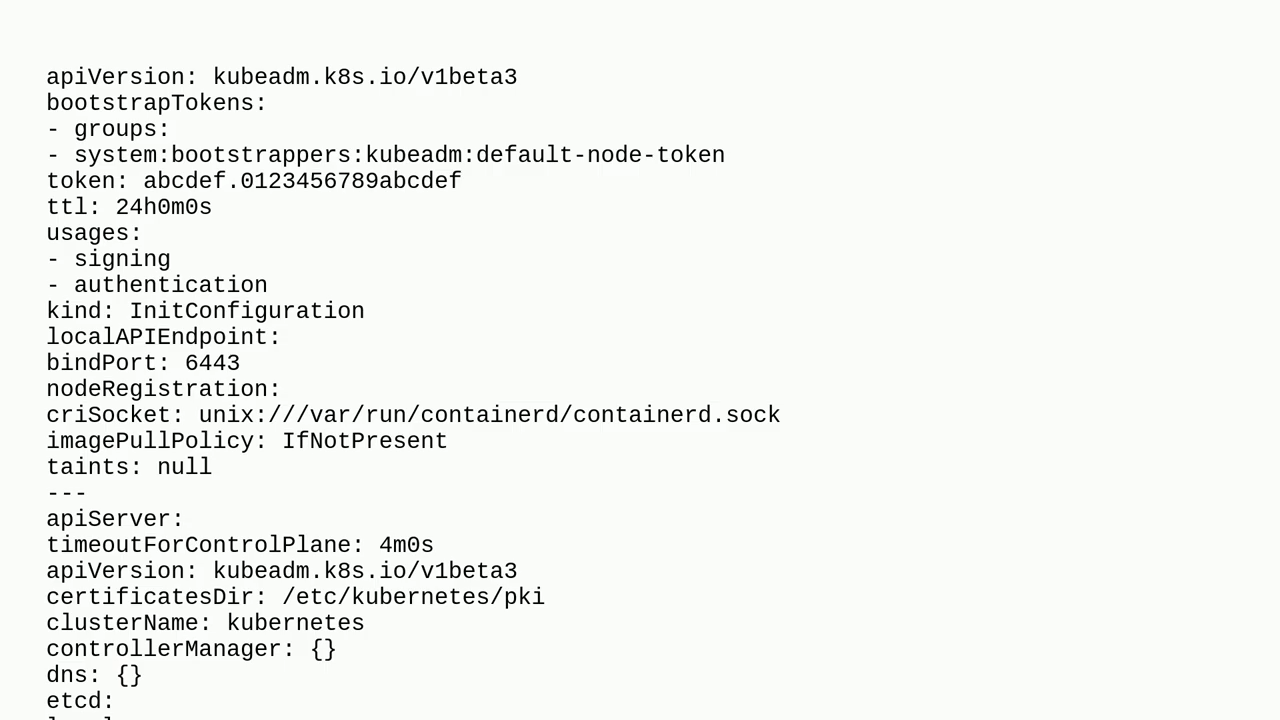 apiVersion: kubeadm.k8s.io/v1beta3
bootstrapTokens:
- groups:
- system:bootstrappers:kubeadm:default-node-token
token: abcdef.0123456789abcdef
ttl: 24h0m0s
usages:
- signing
- authentication
kind: InitConfiguration
localAPIEndpoint:
bindPort: 6443
nodeRegistration:
criSocket: unix:///var/run/containerd/containerd.sock
imagePullPolicy: IfNotPresent
taints: null
---
apiServer:
timeoutForControlPlane: 4m0s
apiVersion: kubeadm.k8s.io/v1beta3
certificatesDir: /etc/kubernetes/pki
clusterName: kubernetes
controllerManager: {}
dns: {}
etcd: